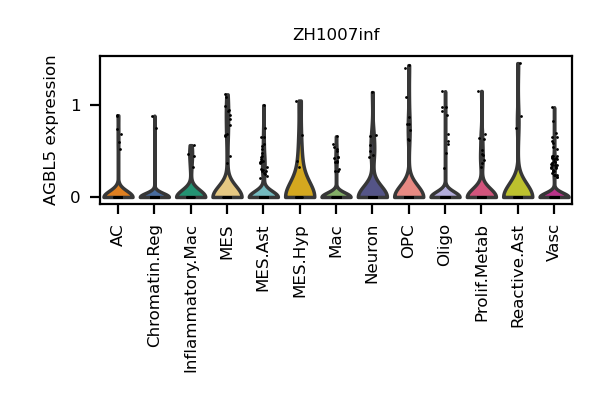 ZH1007inf
AGBL5 expression
1
0
AC
Chromatin.Reg
Inflammatory.Mac
MES
MES.Ast
MES.Hyp
Mac
Neuron
OPC
Oligo
Prolif.Metab
Reactive.Ast
Vasc